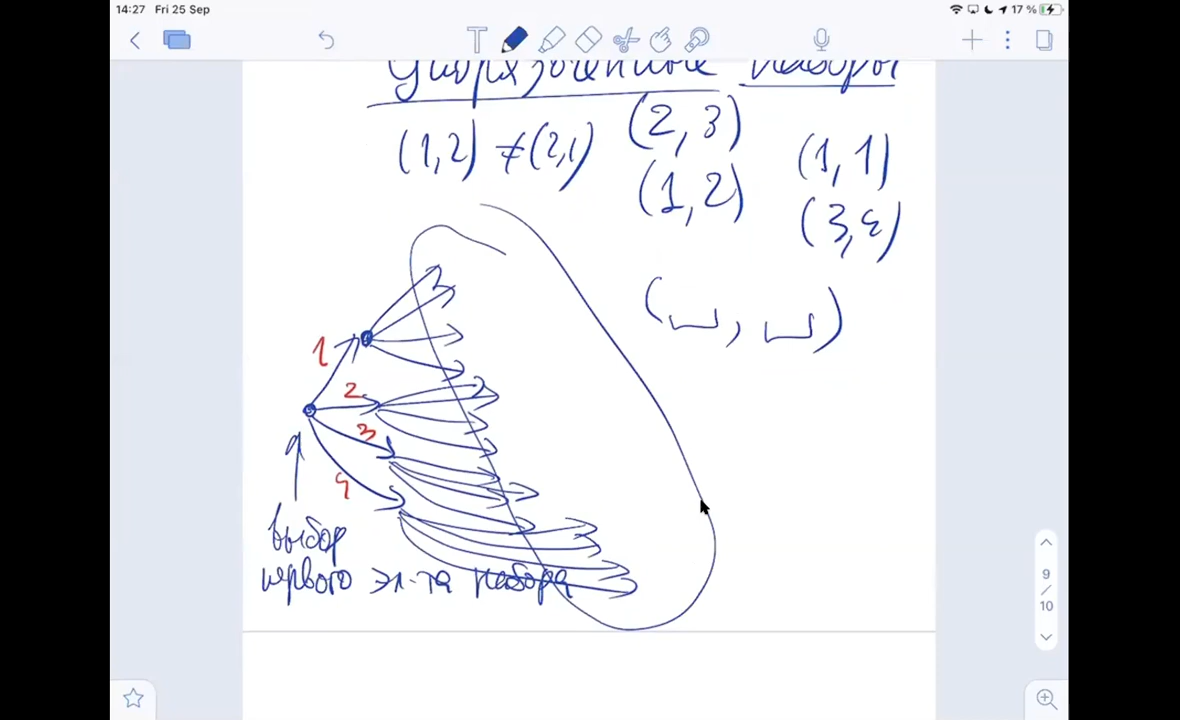 14:27 Fri 25 Sep
17 %
Упорядоченные наборы
(1,2) ≠ (2,1)
(2,3)
(1,2)
(1,1)
(3,4)
( , )
1
2
3
4
выбор
первого эл-та набора
9
/
10